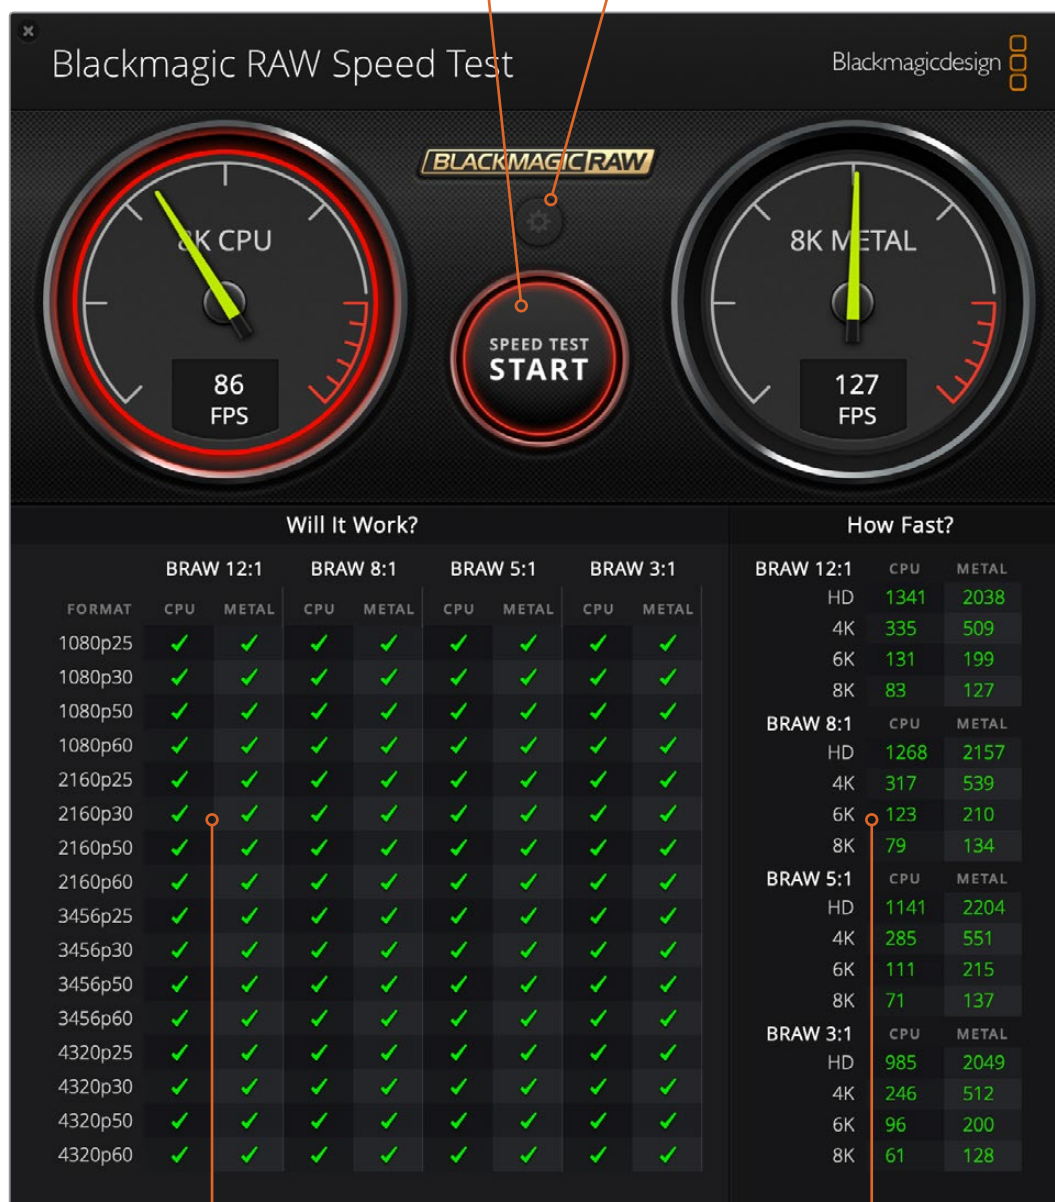 Blackmagic RAW Speed Test
Blackmagicdesign
BLACKMAGIC RAW
8K CPU
86
FPS
SPEED TEST
START
8K METAL
127
FPS
Will It Work?
BRAW 12:1 BRAW 8:1 BRAW 5:1 BRAW 3:1
FORMAT CPU METAL CPU METAL CPU METAL CPU METAL
1080p25 ✓ ✓ ✓ ✓ ✓ ✓ ✓ ✓
1080p30 ✓ ✓ ✓ ✓ ✓ ✓ ✓ ✓
1080p50 ✓ ✓ ✓ ✓ ✓ ✓ ✓ ✓
1080p60 ✓ ✓ ✓ ✓ ✓ ✓ ✓ ✓
2160p25 ✓ ✓ ✓ ✓ ✓ ✓ ✓ ✓
2160p30 ✓ ✓ ✓ ✓ ✓ ✓ ✓ ✓
2160p50 ✓ ✓ ✓ ✓ ✓ ✓ ✓ ✓
2160p60 ✓ ✓ ✓ ✓ ✓ ✓ ✓ ✓
3456p25 ✓ ✓ ✓ ✓ ✓ ✓ ✓ ✓
3456p30 ✓ ✓ ✓ ✓ ✓ ✓ ✓ ✓
3456p50 ✓ ✓ ✓ ✓ ✓ ✓ ✓ ✓
3456p60 ✓ ✓ ✓ ✓ ✓ ✓ ✓ ✓
4320p25 ✓ ✓ ✓ ✓ ✓ ✓ ✓ ✓
4320p30 ✓ ✓ ✓ ✓ ✓ ✓ ✓ ✓
4320p50 ✓ ✓ ✓ ✓ ✓ ✓ ✓ ✓
4320p60 ✓ ✓ ✓ ✓ ✓ ✓ ✓ ✓
How Fast?
BRAW 12:1 CPU METAL
HD 1341 2038
4K 335 509
6K 131 199
8K 83 127
BRAW 8:1 CPU METAL
HD 1268 2157
4K 317 539
6K 123 210
8K 79 134
BRAW 5:1 CPU METAL
HD 1141 2204
4K 285 551
6K 111 215
8K 71 137
BRAW 3:1 CPU METAL
HD 985 2049
4K 246 512
6K 96 200
8K 61 128